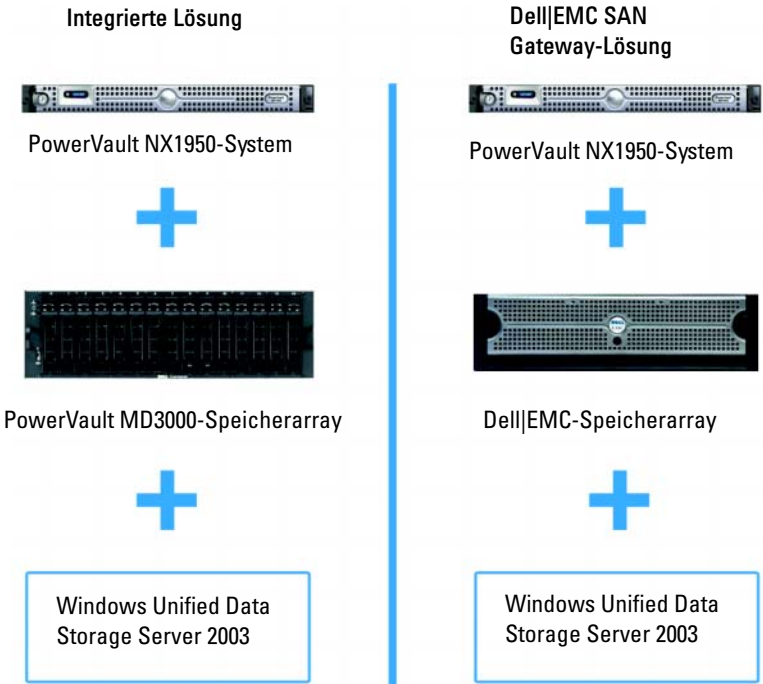 Integrierte Lösung
PowerVault NX1950-System
PowerVault MD3000-Speicherarray
Windows Unified Data
Storage Server 2003
Dell|EMC SAN
Gateway-Lösung
PowerVault NX1950-System
Dell|EMC-Speicherarray
Windows Unified Data
Storage Server 2003